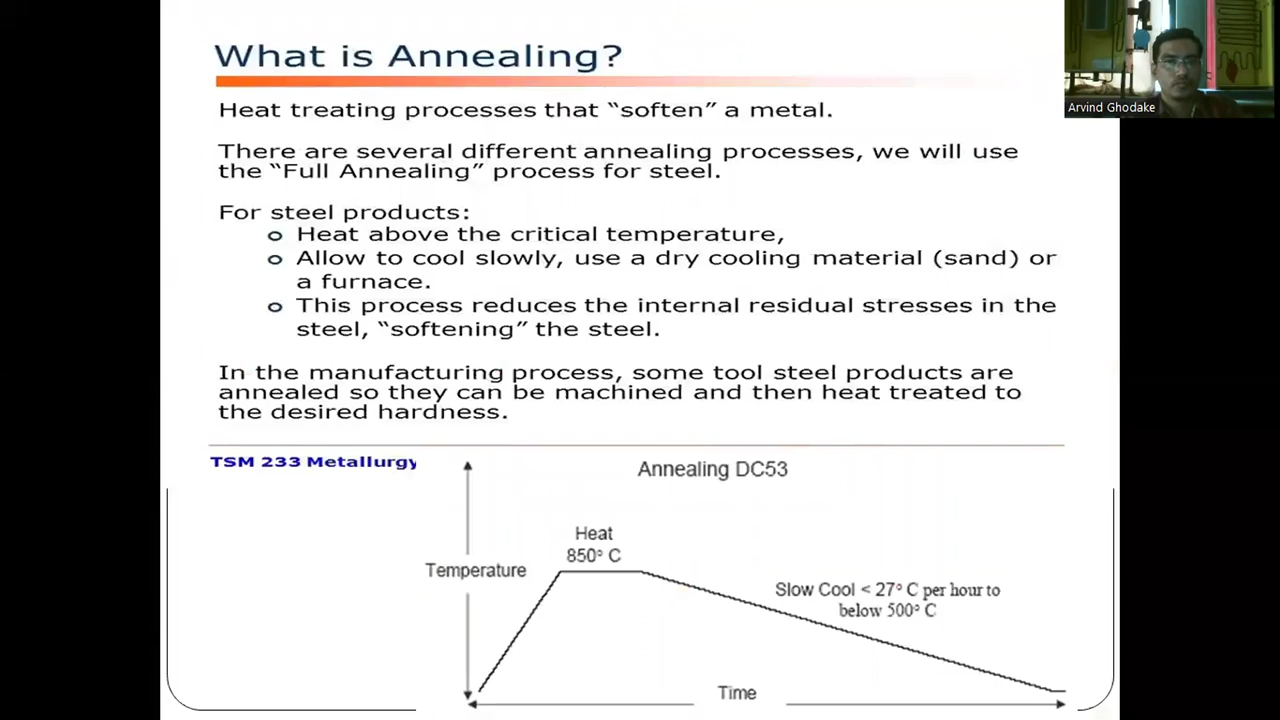 What is Annealing?
Arvind Ghodake
Heat treating processes that “soften” a metal.
There are several different annealing processes, we will use
the “Full Annealing” process for steel.
For steel products:
Heat above the critical temperature,
Allow to cool slowly, use a dry cooling material (sand) or
a furnace.
This process reduces the internal residual stresses in the
steel, “softening” the steel.
In the manufacturing process, some tool steel products are
annealed so they can be machined and then heat treated to
the desired hardness.
TSM 233 Metallurgy
Annealing DC53
Heat
850° C
Temperature
Slow Cool < 27° C per hour to
below 500° C
Time